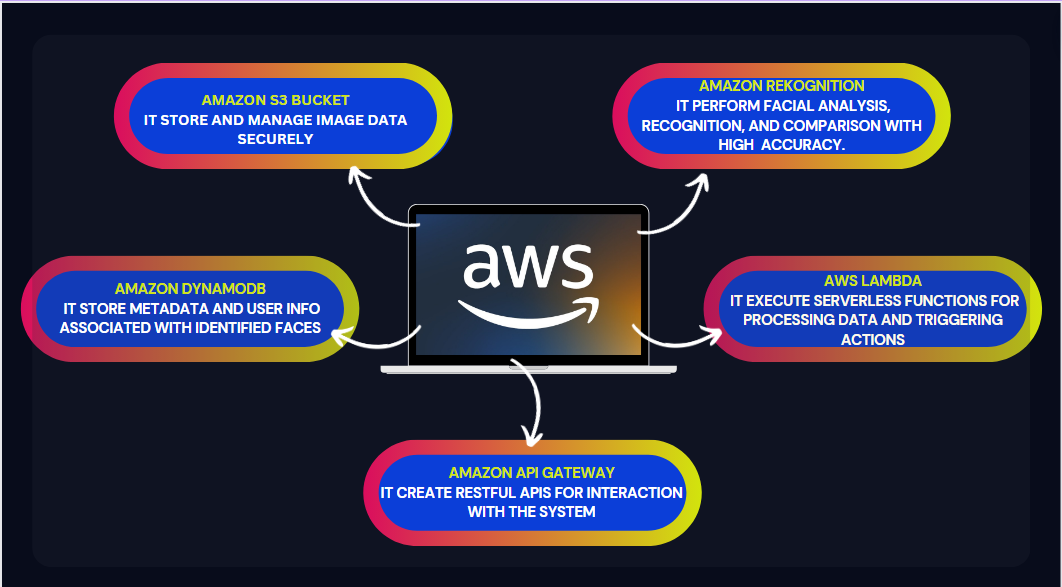 AMAZON S3 BUCKET
IT STORE AND MANAGE IMAGE DATA
SECURELY
AMAZON REKOGNITION
IT PERFORM FACIAL ANALYSIS,
RECOGNITION, AND COMPARISON WITH
HIGH ACCURACY.
aws
AMAZON DYNAMODB
IT STORE METADATA AND USER INFO
ASSOCIATED WITH IDENTIFIED FACES
AWS LAMBDA
IT EXECUTE SERVERLESS FUNCTIONS FOR
PROCESSING DATA AND TRIGGERING
ACTIONS
AMAZON API GATEWAY
IT CREATE RESTFUL APIS FOR INTERACTION
WITH THE SYSTEM